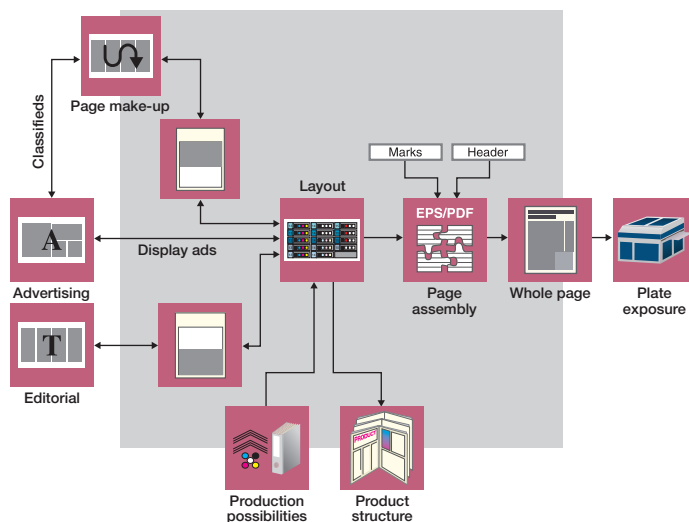 Page make-up
Classifieds
Marks
Header
Layout
EPS/PDF
A
Display ads
Advertising
Page
assembly
Whole page
Plate
exposure
T
Editorial
PRODUCT
Production
possibilities
Product
structure